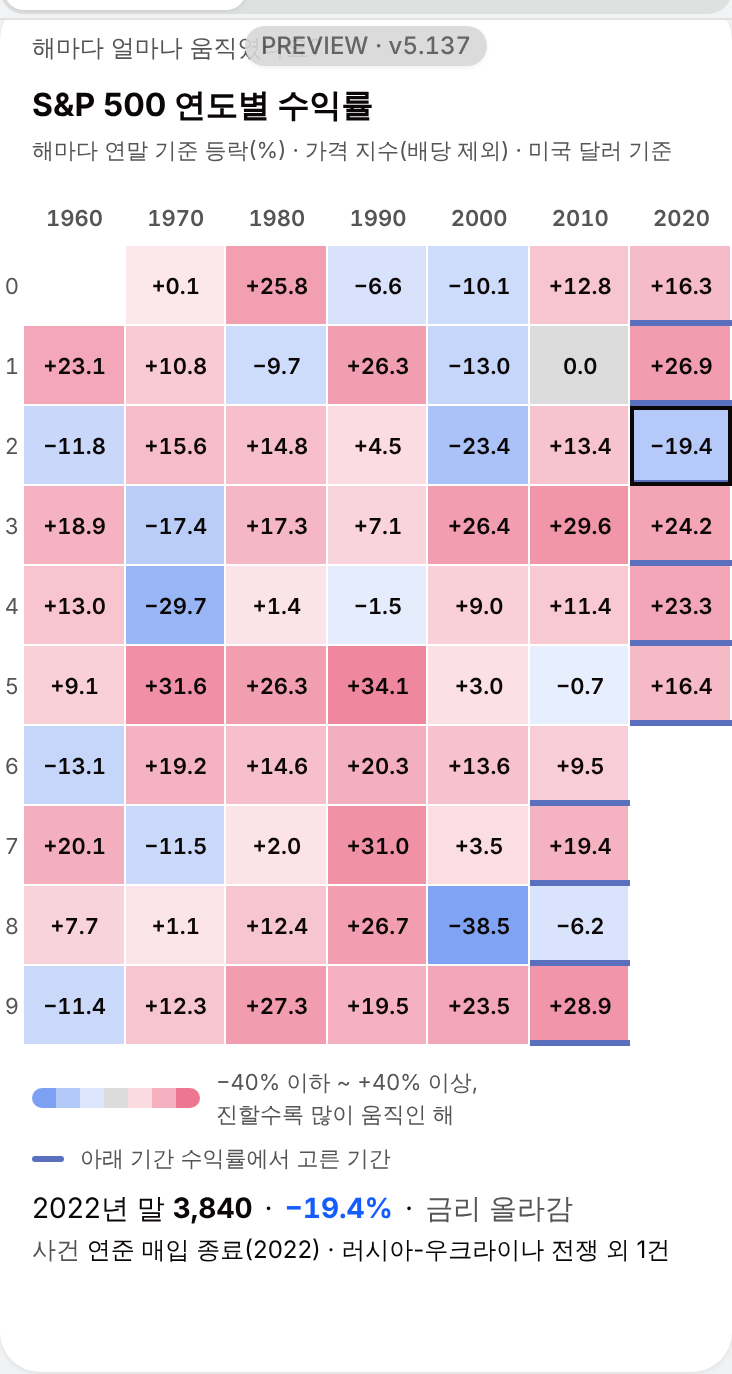 해마다 얼마나 움직였
PREVIEW · v5.137
S&P 500 연도별 수익률
해마다 연말 기준 등락(%) · 가격 지수(배당 제외) · 미국 달러 기준
1960 1970 1980 1990 2000 2010 2020
0 +0.1 +25.8 −6.6 −10.1 +12.8 +16.3
1 +23.1 +10.8 −9.7 +26.3 −13.0 0.0 +26.9
2 −11.8 +15.6 +14.8 +4.5 −23.4 +13.4 −19.4
3 +18.9 −17.4 +17.3 +7.1 +26.4 +29.6 +24.2
4 +13.0 −29.7 +1.4 −1.5 +9.0 +11.4 +23.3
5 +9.1 +31.6 +26.3 +34.1 +3.0 −0.7 +16.4
6 −13.1 +19.2 +14.6 +20.3 +13.6 +9.5
7 +20.1 −11.5 +2.0 +31.0 +3.5 +19.4
8 +7.7 +1.1 +12.4 +26.7 −38.5 −6.2
9 −11.4 +12.3 +27.3 +19.5 +23.5 +28.9
−40% 이하 ~ +40% 이상,
진할수록 많이 움직인 해
아래 기간 수익률에서 고른 기간
2022년 말 3,840 · −19.4% · 금리 올라감
사건 연준 매입 종료(2022) · 러시아-우크라이나 전쟁 외 1건